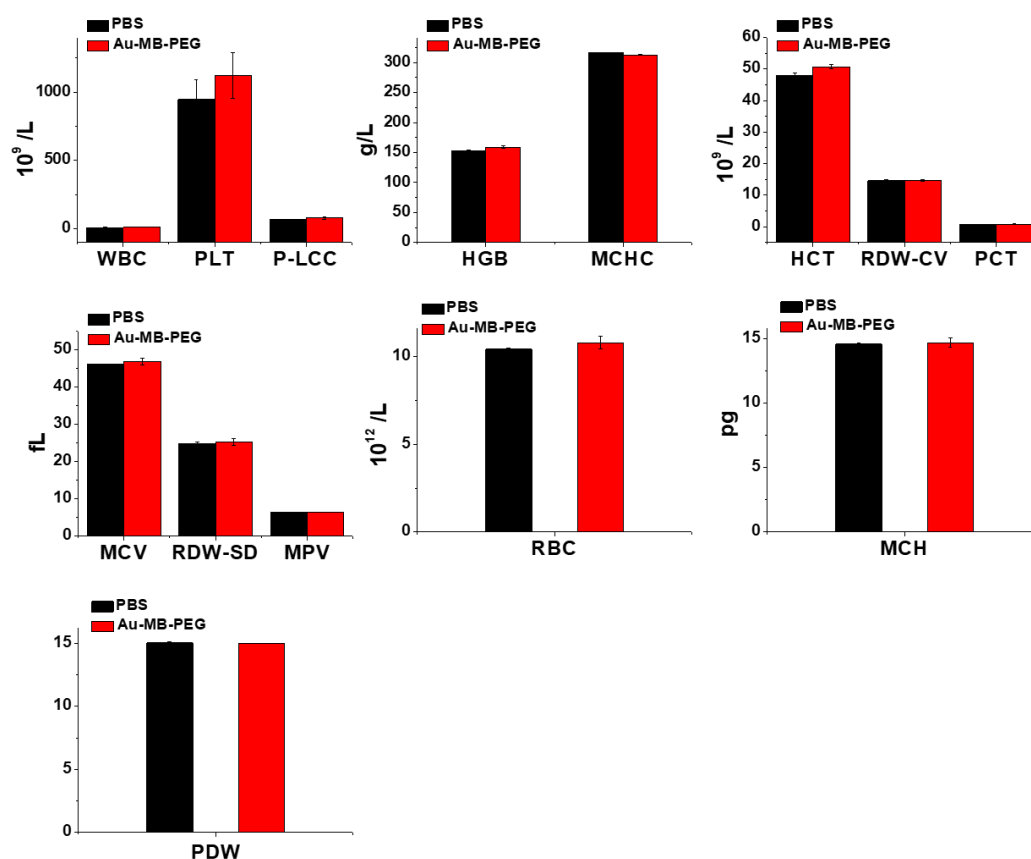 PBS
Au-MB-PEG
10⁹ /L
1000
500
0
WBC PLT P-LCC
PBS
Au-MB-PEG
g/L
300
250
200
150
100
50
0
HGB MCHC
PBS
Au-MB-PEG
10⁹ /L
60
50
40
30
20
10
0
HCT RDW-CV PCT
PBS
Au-MB-PEG
fL
50
40
30
20
10
0
MCV RDW-SD MPV
PBS
Au-MB-PEG
10¹² /L
10
5
0
RBC
PBS
Au-MB-PEG
pg
15
10
5
0
MCH
PBS
Au-MB-PEG
15
10
5
0
PDW